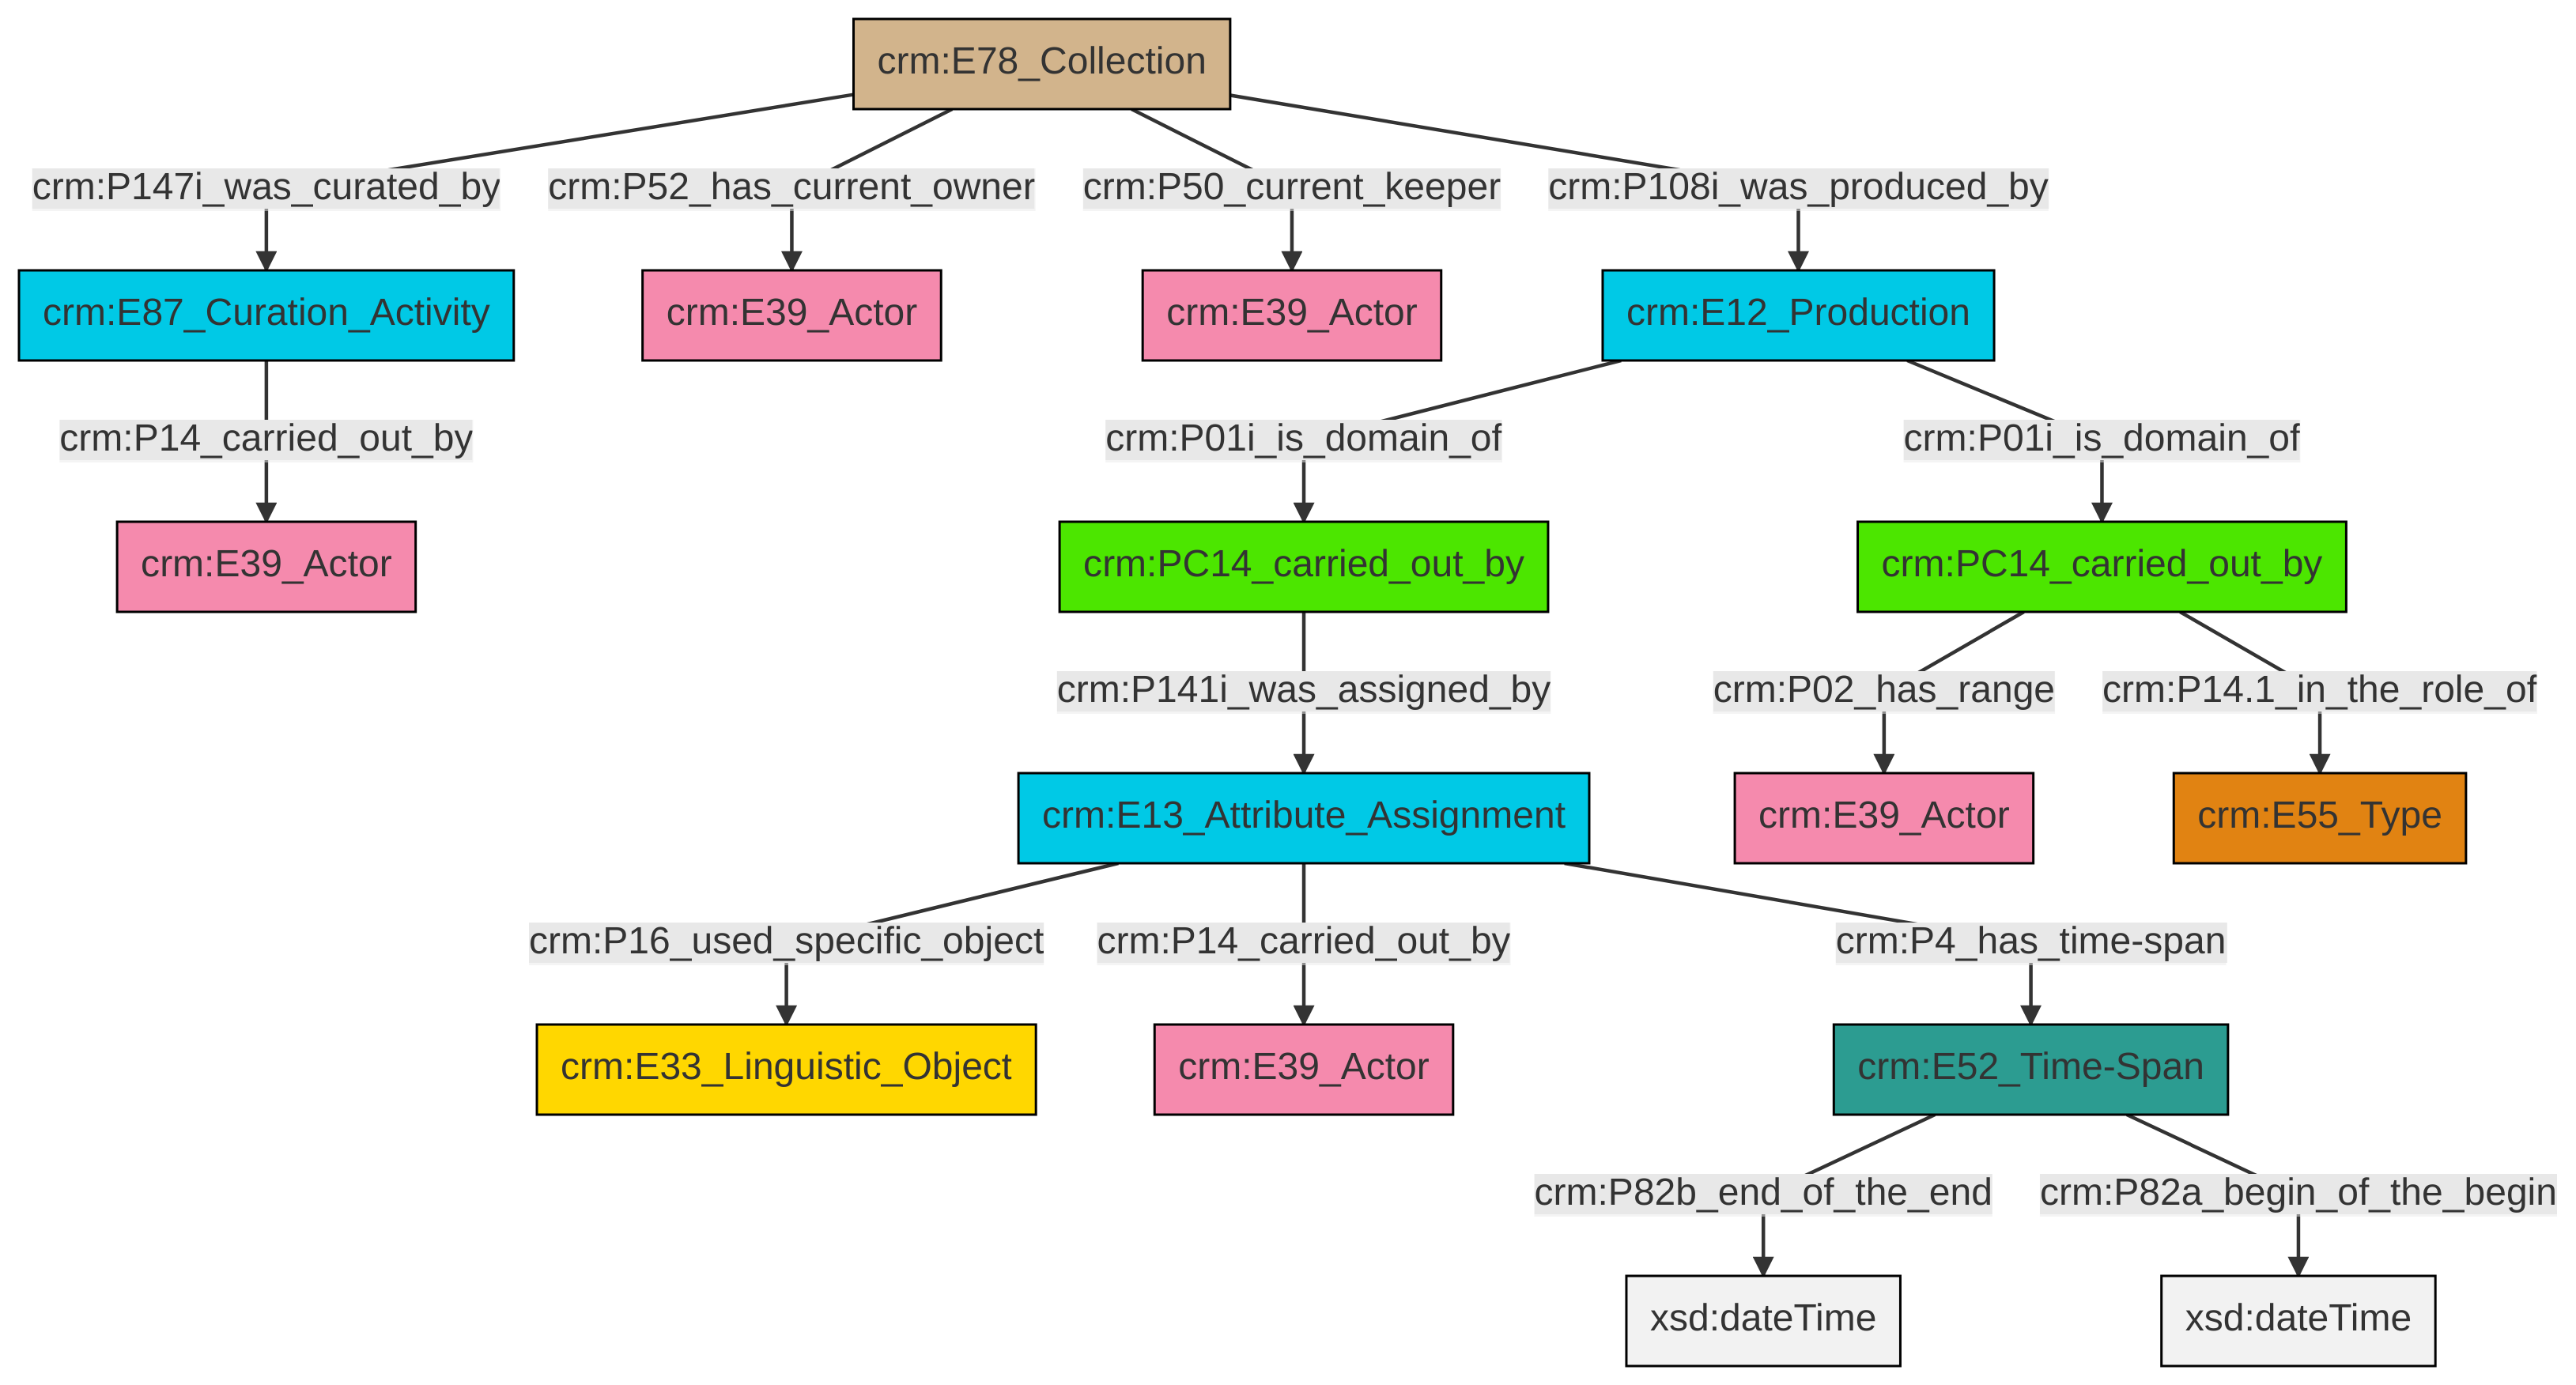 crm:E78_Collection
crm:P147i_was_curated_by
crm:P52_has_current_owner
crm:P50_current_keeper
crm:P108i_was_produced_by
crm:E87_Curation_Activity
crm:E39_Actor
crm:E39_Actor
crm:E12_Production
crm:P14_carried_out_by
crm:P01i_is_domain_of
crm:P01i_is_domain_of
crm:E39_Actor
crm:PC14_carried_out_by
crm:PC14_carried_out_by
crm:P141i_was_assigned_by
crm:P02_has_range
crm:P14.1_in_the_role_of
crm:E13_Attribute_Assignment
crm:E39_Actor
crm:E55_Type
crm:P16_used_specific_object
crm:P14_carried_out_by
crm:P4_has_time-span
crm:E33_Linguistic_Object
crm:E39_Actor
crm:E52_Time-Span
crm:P82b_end_of_the_end
crm:P82a_begin_of_the_begin
xsd:dateTime
xsd:dateTime